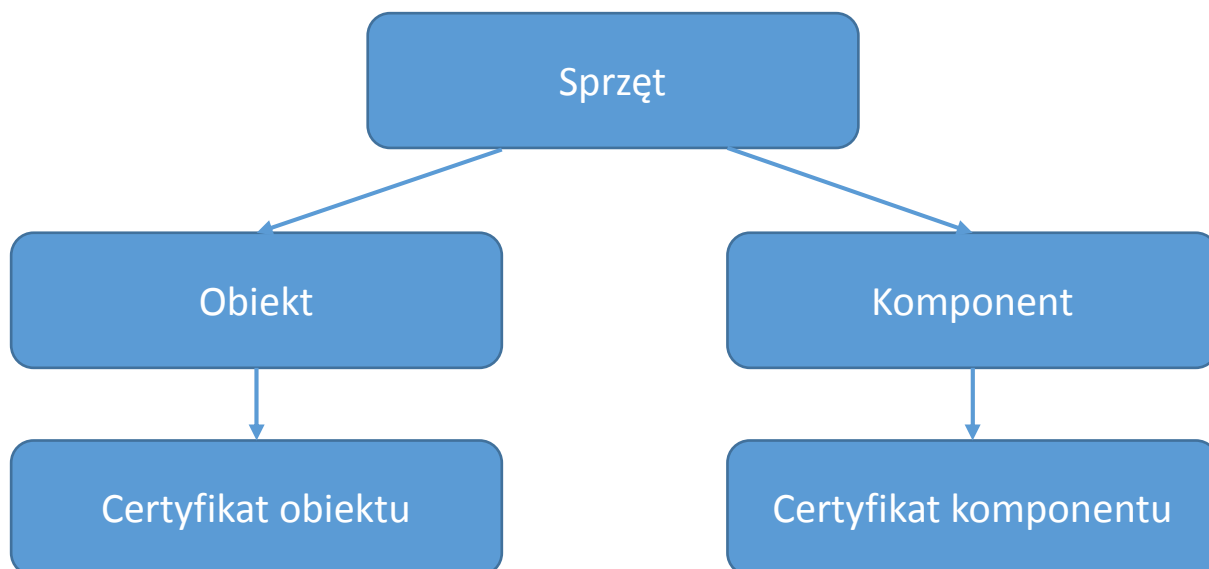 Sprzęt
Obiekt
Komponent
Certyfikat obiektu
Certyfikat komponentu